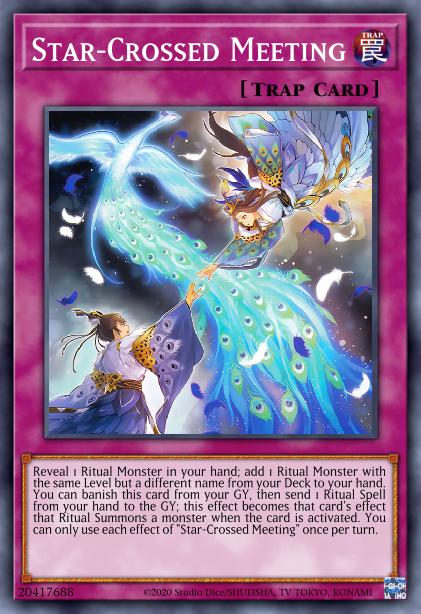 STAR-CROSSED MEETING
TRAP
罠
[TRAP CARD]
Reveal 1 Ritual Monster in your hand; add 1 Ritual Monster with
the same Level but a different name from your Deck to your hand.
You can banish this card from your GY, then send 1 Ritual Spell
from your hand to the GY; this effect becomes that card's effect
that Ritual Summons a monster when the card is activated. You
can only use each effect of "Star-Crossed Meeting" once per turn.
20417688
©2020 Studio Dice/SHUEISHA, TV TOKYO, KONAMI